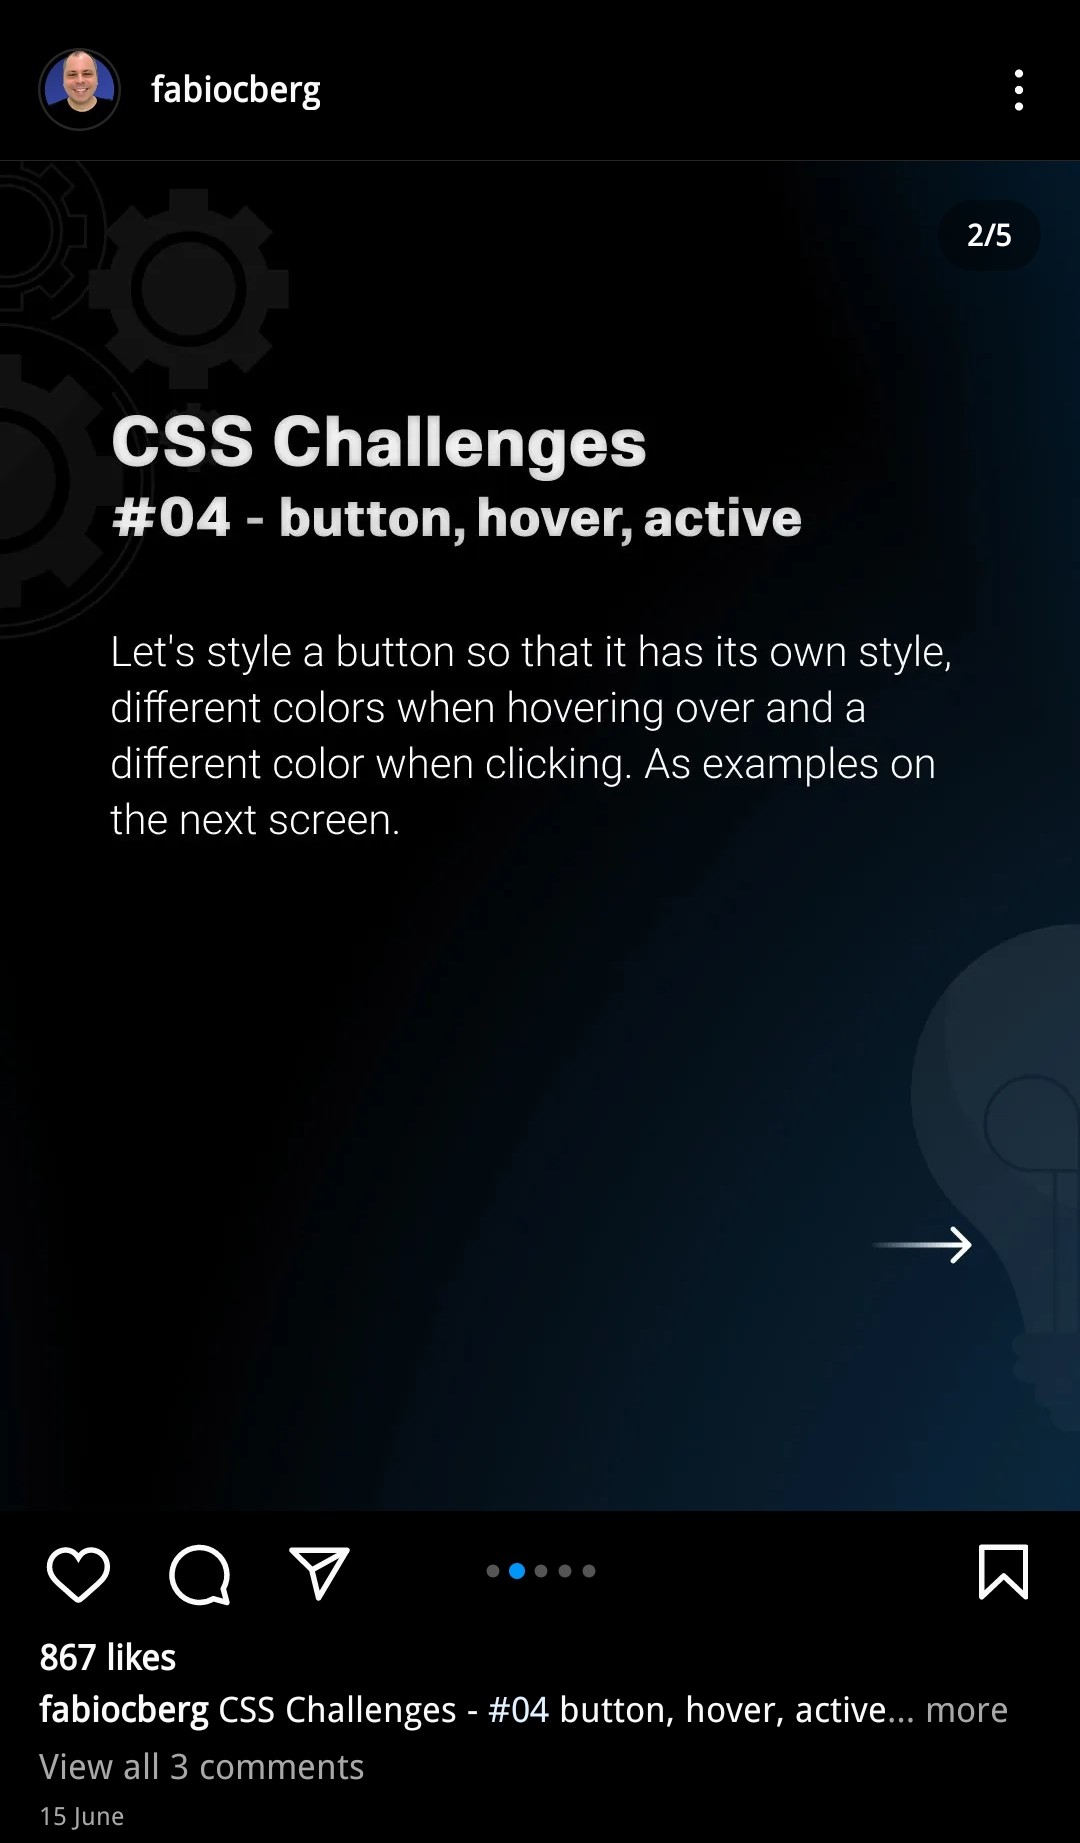 fabiocberg
2/5
CSS Challenges
#04 - button, hover, active
Let's style a button so that it has its own style,
different colors when hovering over and a
different color when clicking. As examples on
the next screen.
867 likes
fabiocberg CSS Challenges - #04 button, hover, active... more
View all 3 comments
15 June